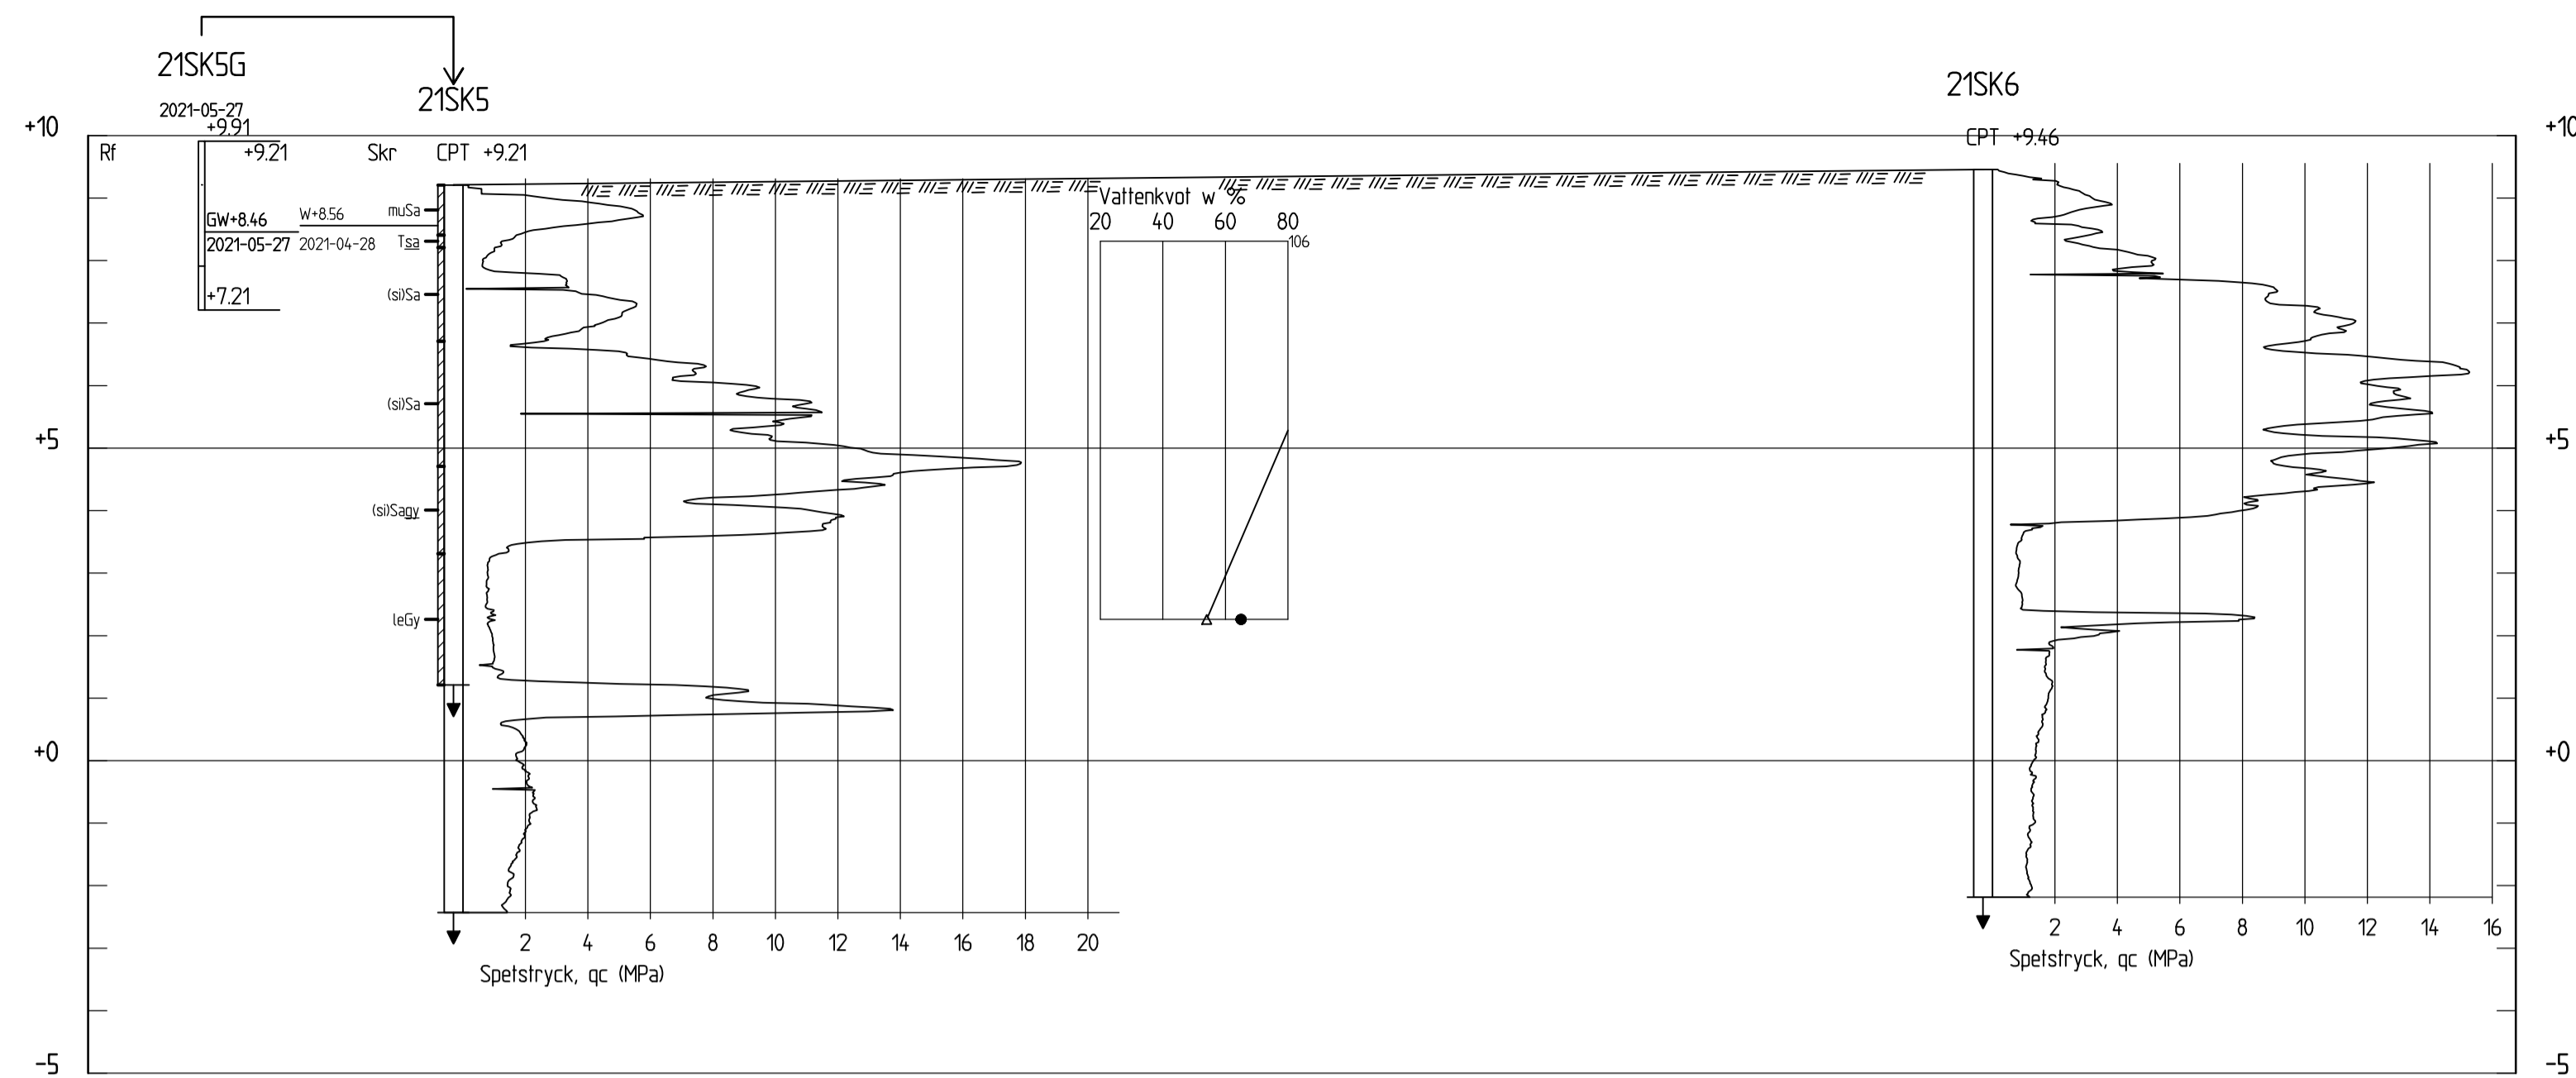 21SK5G
21SK5
21SK6
2021-05-27
+9.91
+10
+10
CPT +9.46
Rf
+9.21
Skr
CPT +9.21
Vattenkvot w %
20 40 60 80
106
muSa
GW+8.46
W+8.56
2021-05-27
2021-04-28
Tsa
(si)Sa
+7.21
(si)Sa
+5
+5
(si)Sagy
leGy
+0
+0
2 4 6 8 10 12 14 16 18 20
Spetstryck, qc (MPa)
2 4 6 8 10 12 14 16
Spetstryck, qc (MPa)
-5
-5